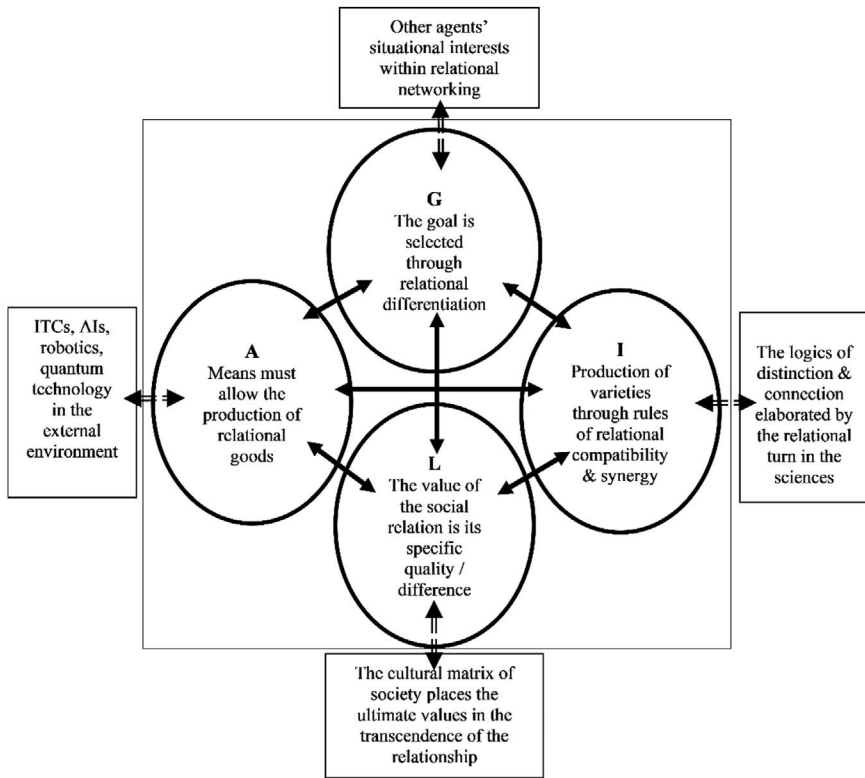 Other agents'
situational interests
within relational
networking
G
The goal is
selected
through
relational
differentiation
ITCs, AIs,
robotics,
quantum
technology
in the
external
environment
A
Means must
allow the
production of
relational
goods
I
Production of
varieties
through rules
of relational
compatibility
& synergy
The logics of
distinction &
connection
elaborated by
the relational
turn in the
sciences
L
The value of
the social
relation is its
specific
quality /
difference
The cultural matrix of
society places the
ultimate values in the
transcendence of the
relationship